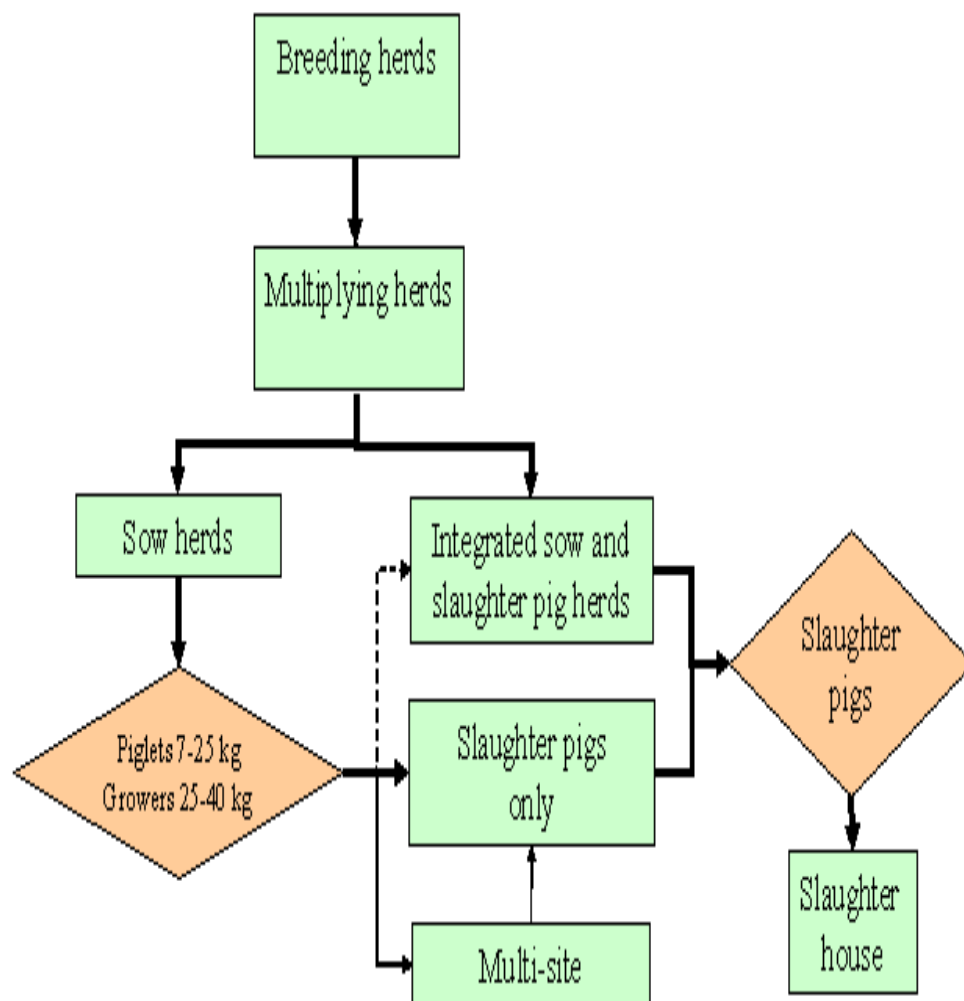 Breeding herds
Multiplying herds
Sow herds
Integrated sow and
slaughter pig herds
Slaughter
pigs
Piglets 7-25 kg
Growers 25-40 kg
Slaughter pigs
only
Slaughter
house
Multi-site